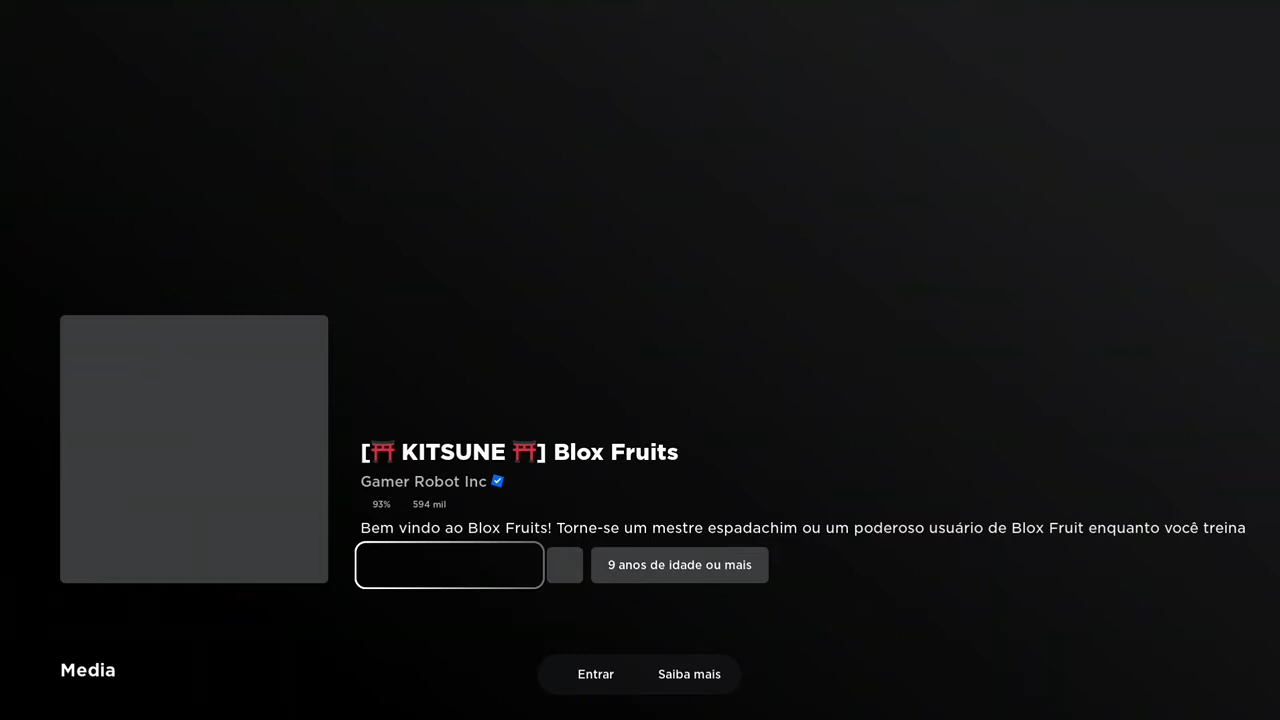 [⛩ KITSUNE ⛩] Blox Fruits
Gamer Robot Inc
93% 594 mil
Bem vindo ao Blox Fruits! Torne-se um mestre espadachim ou um poderoso usuário de Blox Fruit enquanto você treina
9 anos de idade ou mais
Media
Entrar Saiba mais